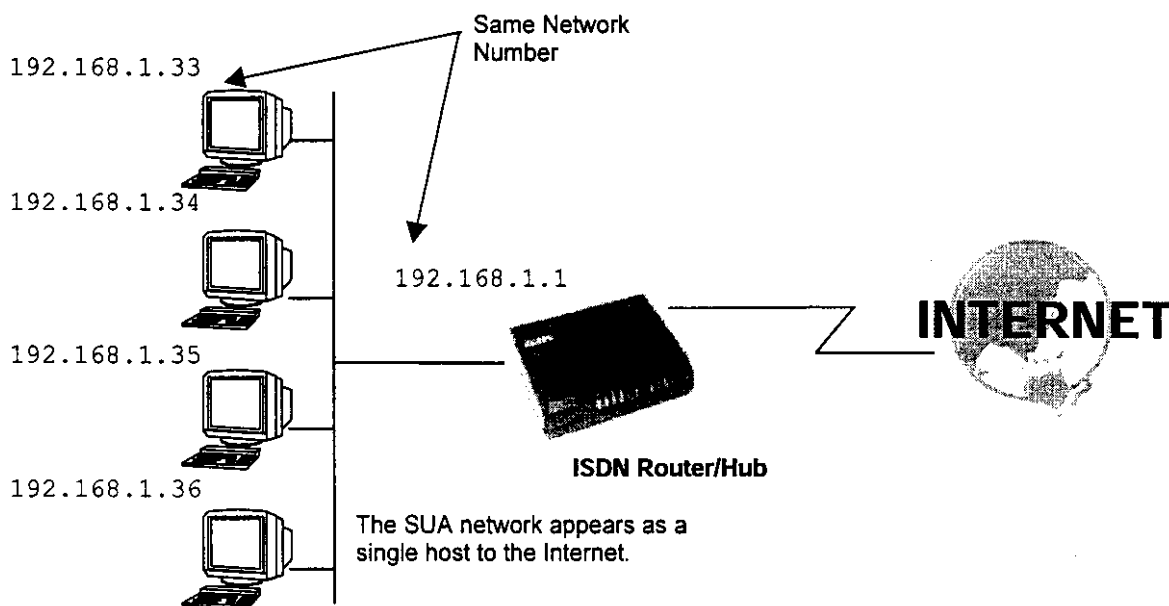 Same Network
Number
192.168.1.33
192.168.1.34
192.168.1.1
INTERNET
192.168.1.35
ISDN Router/Hub
192.168.1.36
The SUA network appears as a
single host to the Internet.